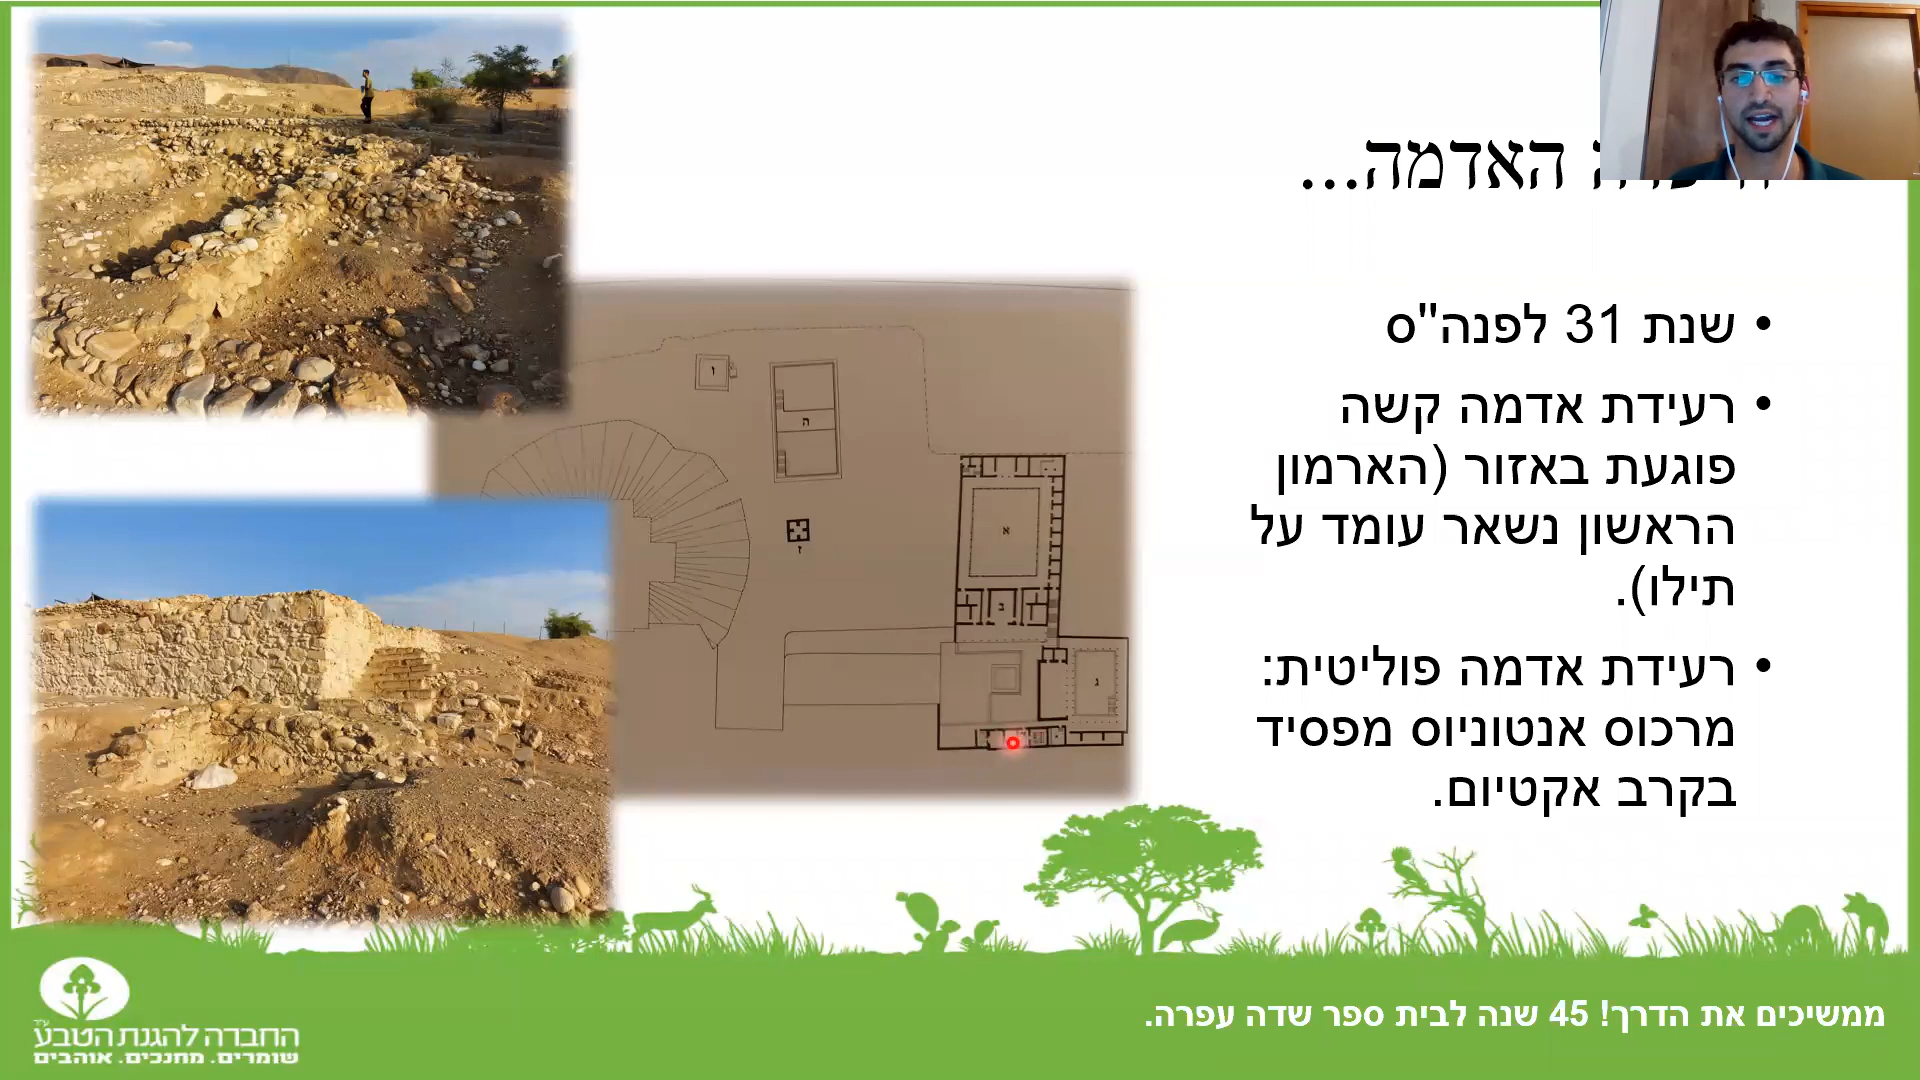 האדמה...
• שנת 31 לפנה"ס
• רעידת אדמה קשה
פוגעת באזור (הארמון
הראשון נשאר עומד על
תילו).
• רעידת אדמה פוליטית:
מרכוס אנטוניוס מפסיד
בקרב אקטיום.
ו
ה
ז
א
ב
ג
ממשיכים את הדרך! 45 שנה לבית ספר שדה עפרה.
החברה להגנת הטבע
שומרים. מחנכים. אוהבים